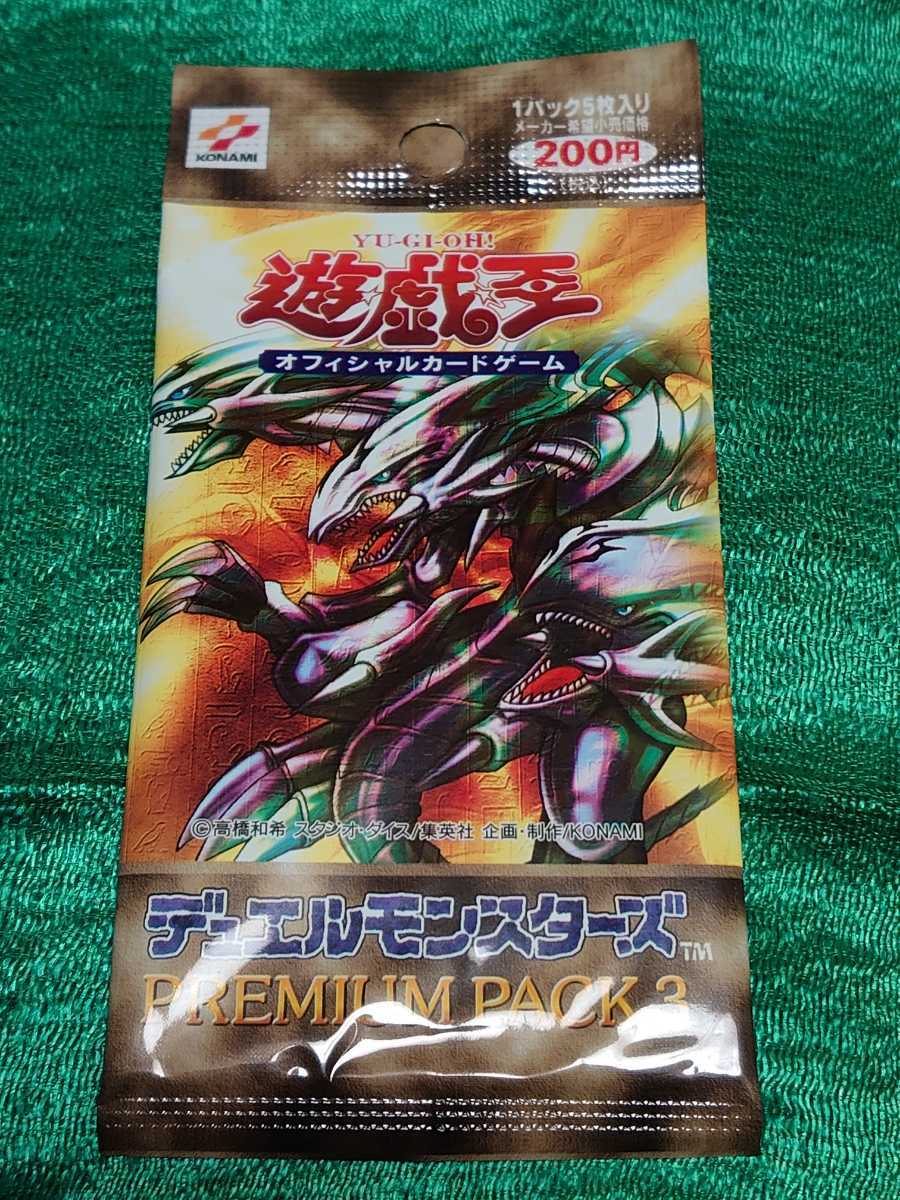 KONAMI
1パック5枚入り
メーカー希望小売価格
200円
YU-GI-OH!
遊戯王
オフィシャルカードゲーム
©高橋和希 スタジオ・ダイス/集英社 企画・制作/KONAMI
デュエルモンスターズ™
PREMIUM PACK 3